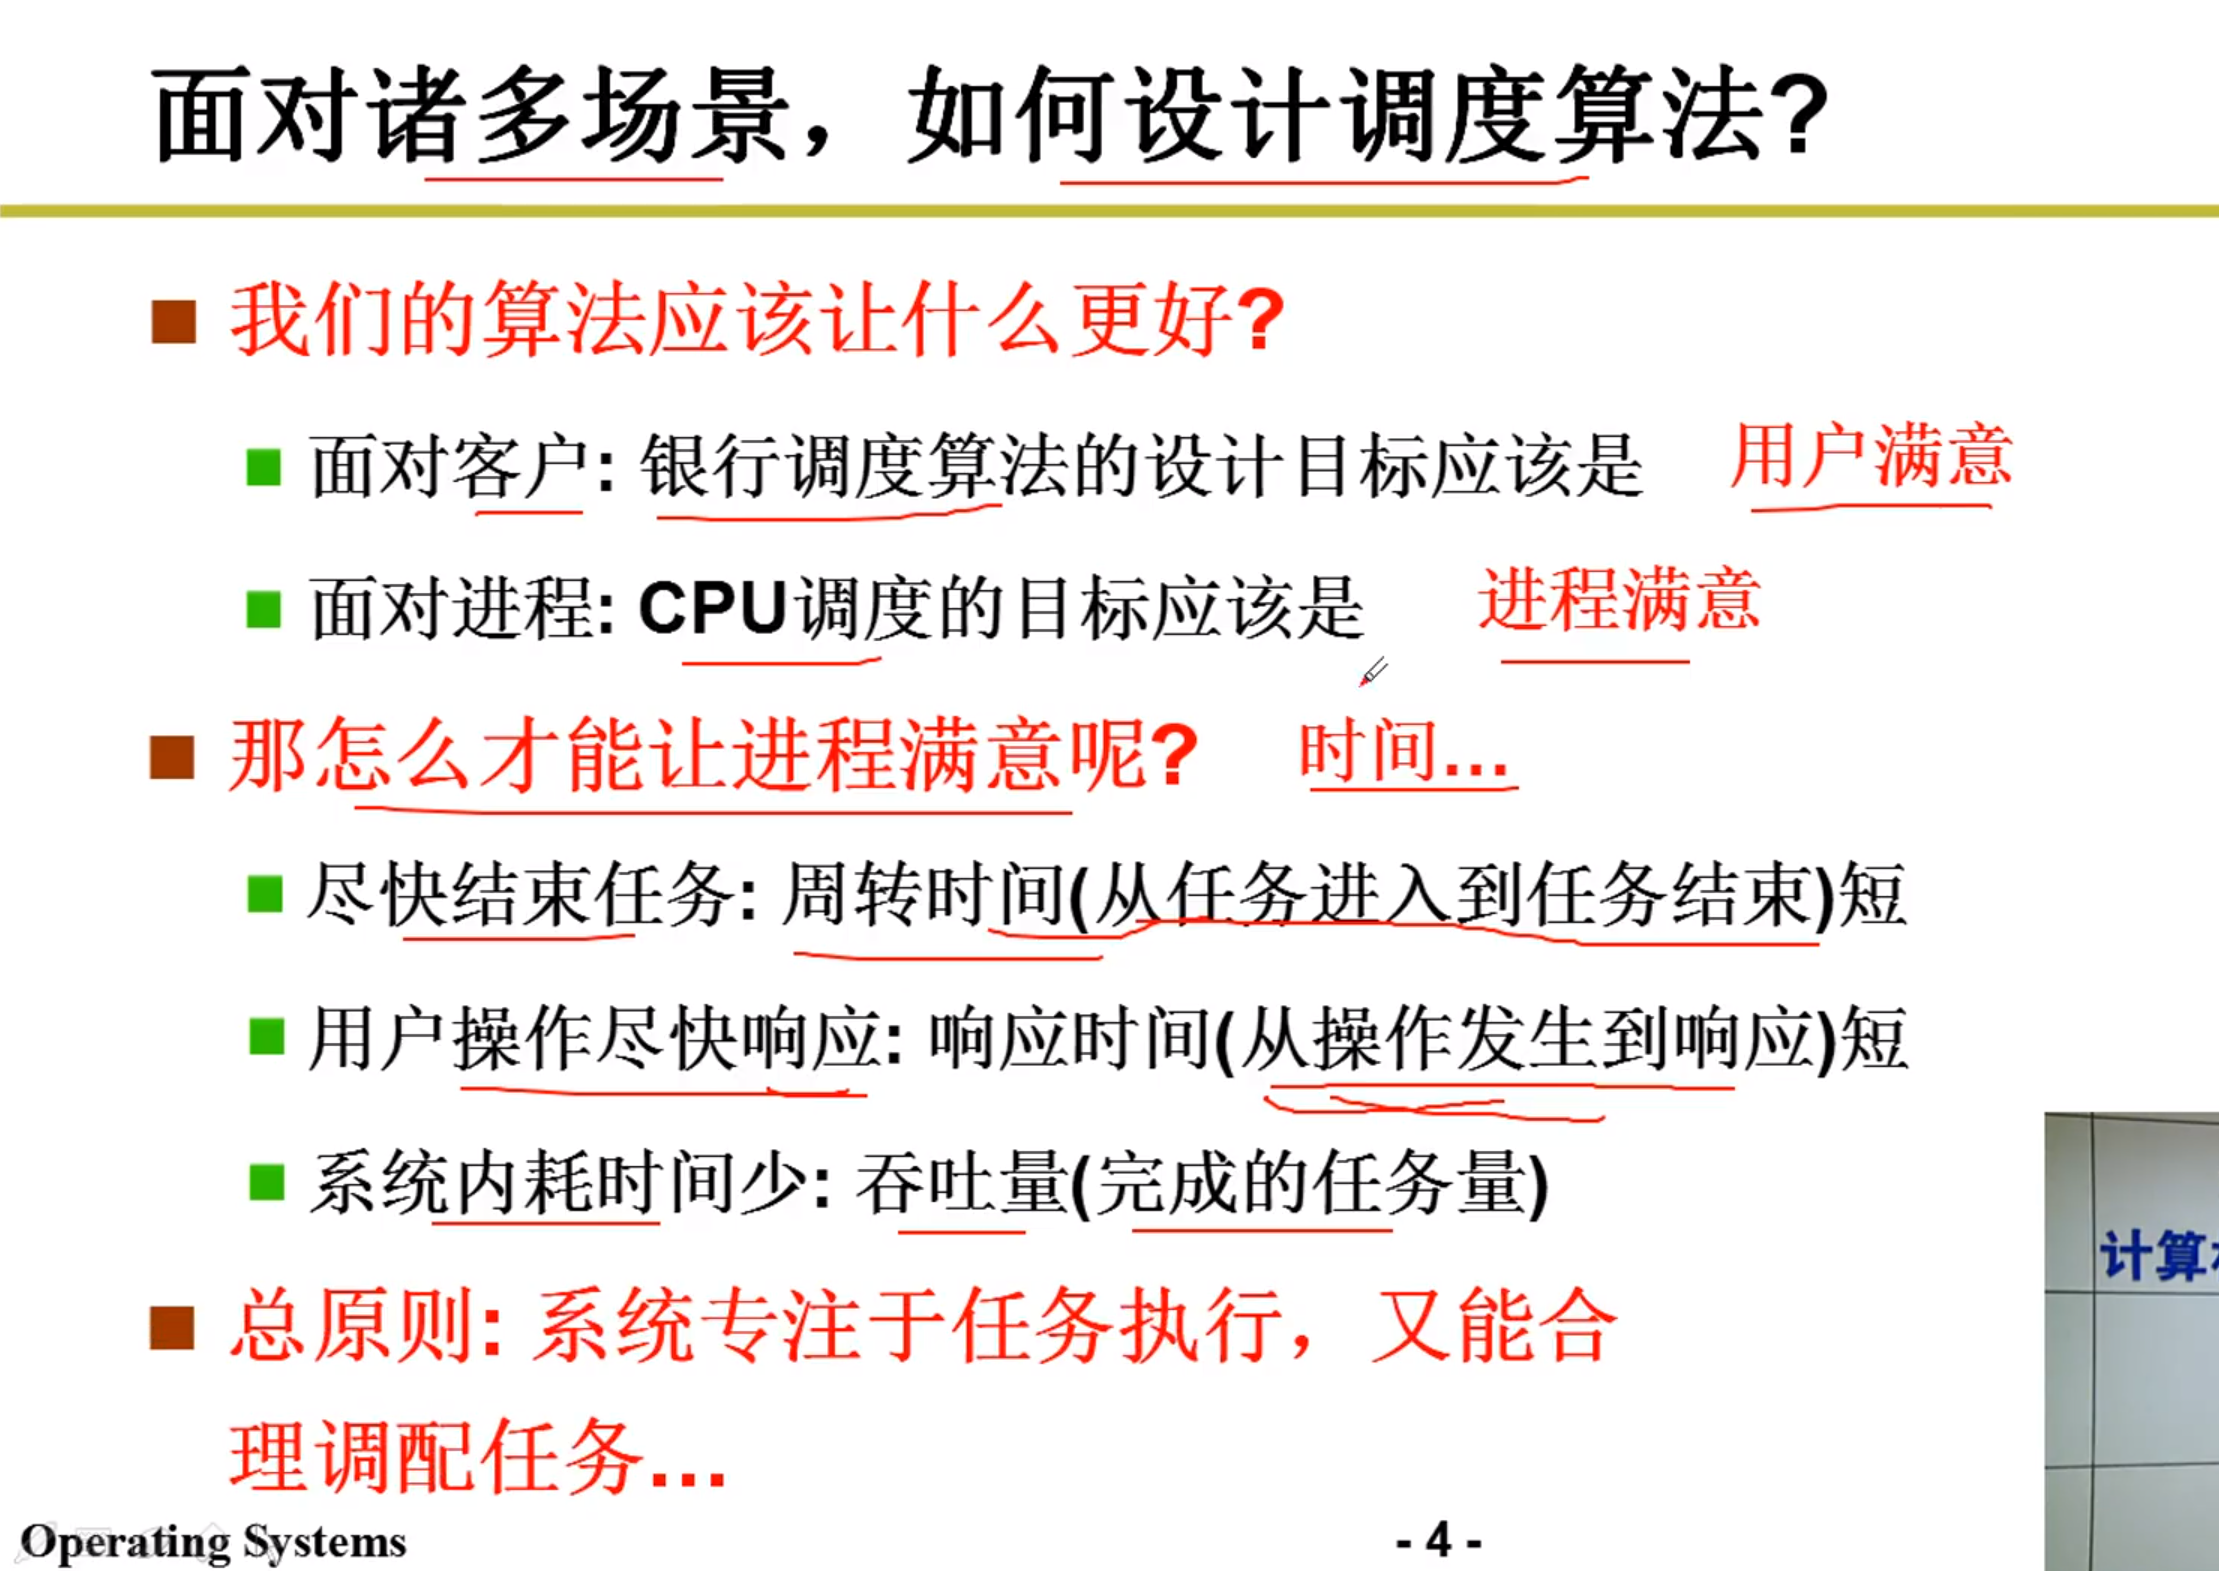 面对诸多场景，如何设计调度算法?
我们的算法应该让什么更好?
面对客户: 银行调度算法的设计目标应该是 用户满意
面对进程: CPU调度的目标应该是 进程满意
那怎么才能让进程满意呢? 时间...
尽快结束任务: 周转时间(从任务进入到任务结束)短
用户操作尽快响应: 响应时间(从操作发生到响应)短
系统内耗时间少: 吞吐量(完成的任务量)
总原则: 系统专注于任务执行，又能合
理调配任务...
计算
Operating Systems
- 4 -